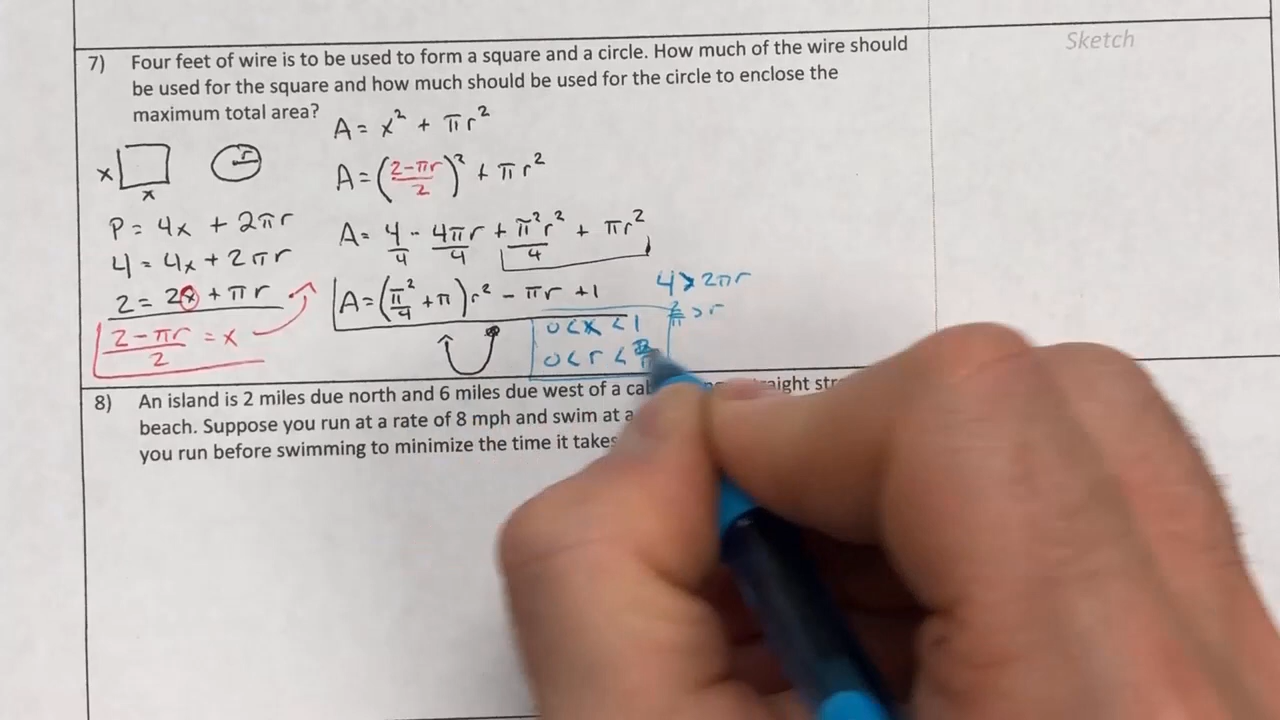 Sketch
7) Four feet of wire is to be used to form a square and a circle. How much of the wire should
be used for the square and how much should be used for the circle to enclose the
maximum total area?
A = x² + πr²
A = (2-πr/2)² + πr²
x
r
x
P = 4x + 2πr
A = 4/4 - 4πr/4 + π²r²/4 + πr²
4 = 4x + 2πr
2 = 2x + πr
A = (π²/4 + π) r² - πr + 1
4 > 2πr
2/π > r
2-πr/2 = x
0 < x < 1
0 < r < 2/π
8) An island is 2 miles due north and 6 miles due west of a
beach. Suppose you run at a rate of 8 mph and swim at a
you run before swimming to minimize the time it takes